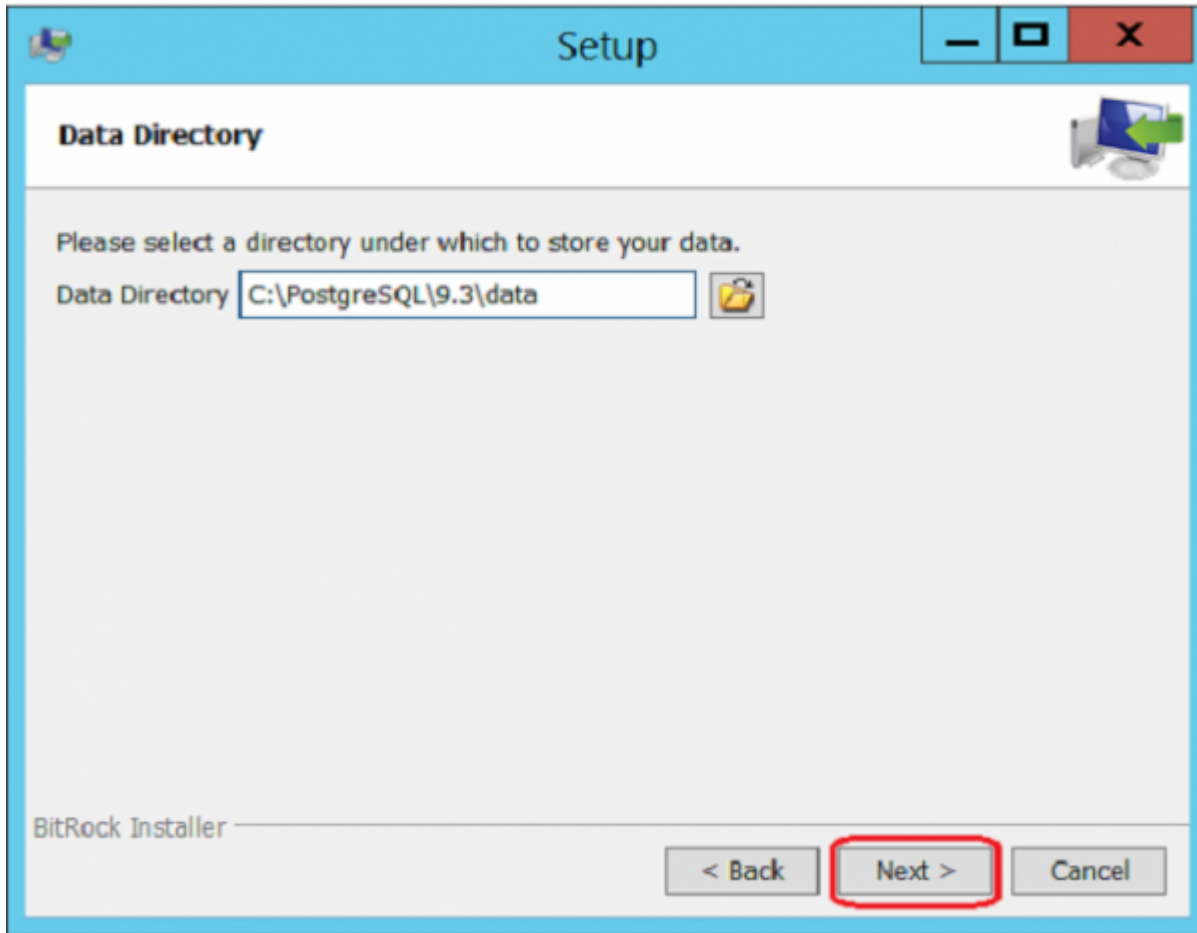 Setup
Data Directory
Please select a directory under which to store your data.
Data Directory C:\PostgreSQL\9.3\data
BitRock Installer
< Back Next > Cancel